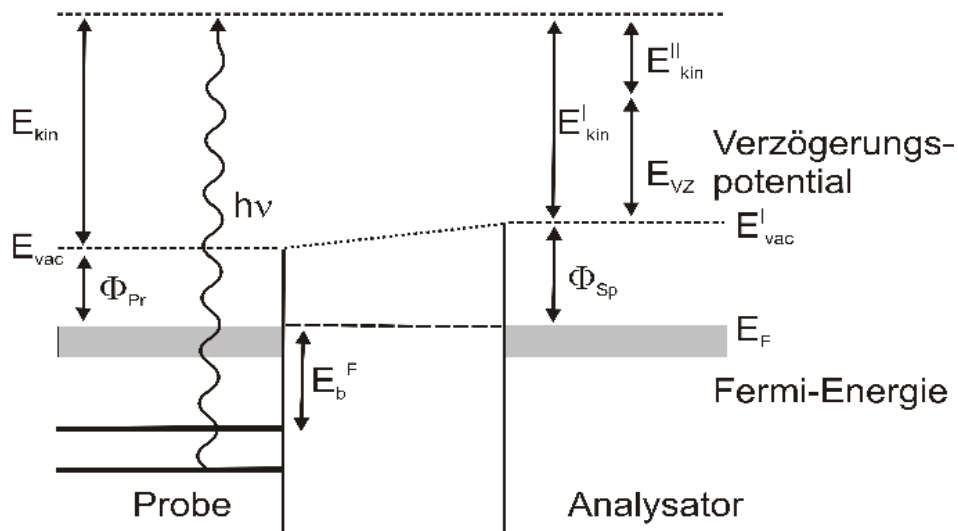 E^II_kin
E_kin
E^I_kin
Verzögerungs-
potential
E_VZ
hν
E_vac
E^I_vac
Φ_Pr
Φ_Sp
E_F
E_b^F
Fermi-Energie
Probe
Analysator